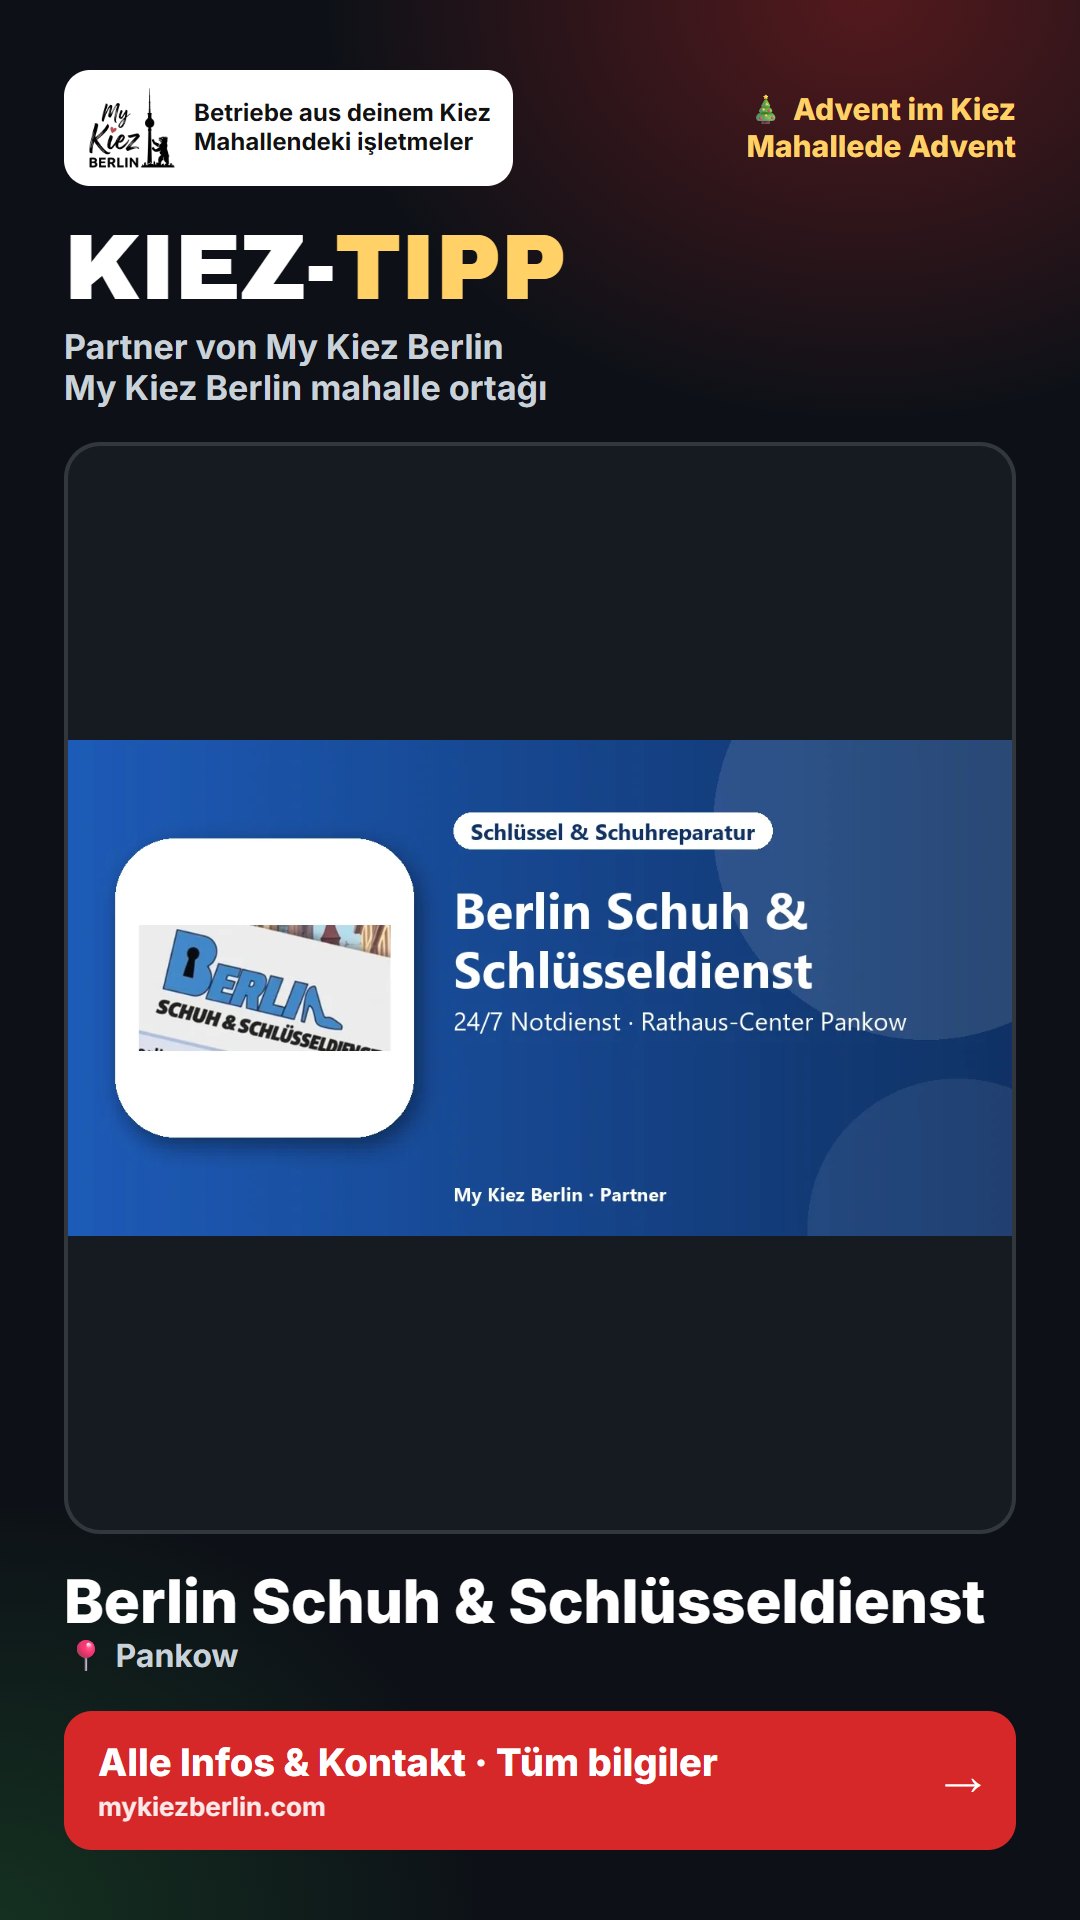 My
Kiez
BERLIN
Betriebe aus deinem Kiez
Mahallendeki işletmeler
🎄 Advent im Kiez
Mahallede Advent
KIEZ-TIPP
Partner von My Kiez Berlin
My Kiez Berlin mahalle ortağı
Schlüssel & Schuhreparatur
Berlin Schuh &
Schlüsseldienst
24/7 Notdienst · Rathaus-Center Pankow
BERLIN
SCHUH & SCHLÜSSELDIENST
My Kiez Berlin · Partner
Berlin Schuh & Schlüsseldienst
📍 Pankow
Alle Infos & Kontakt · Tüm bilgiler
mykiezberlin.com
→